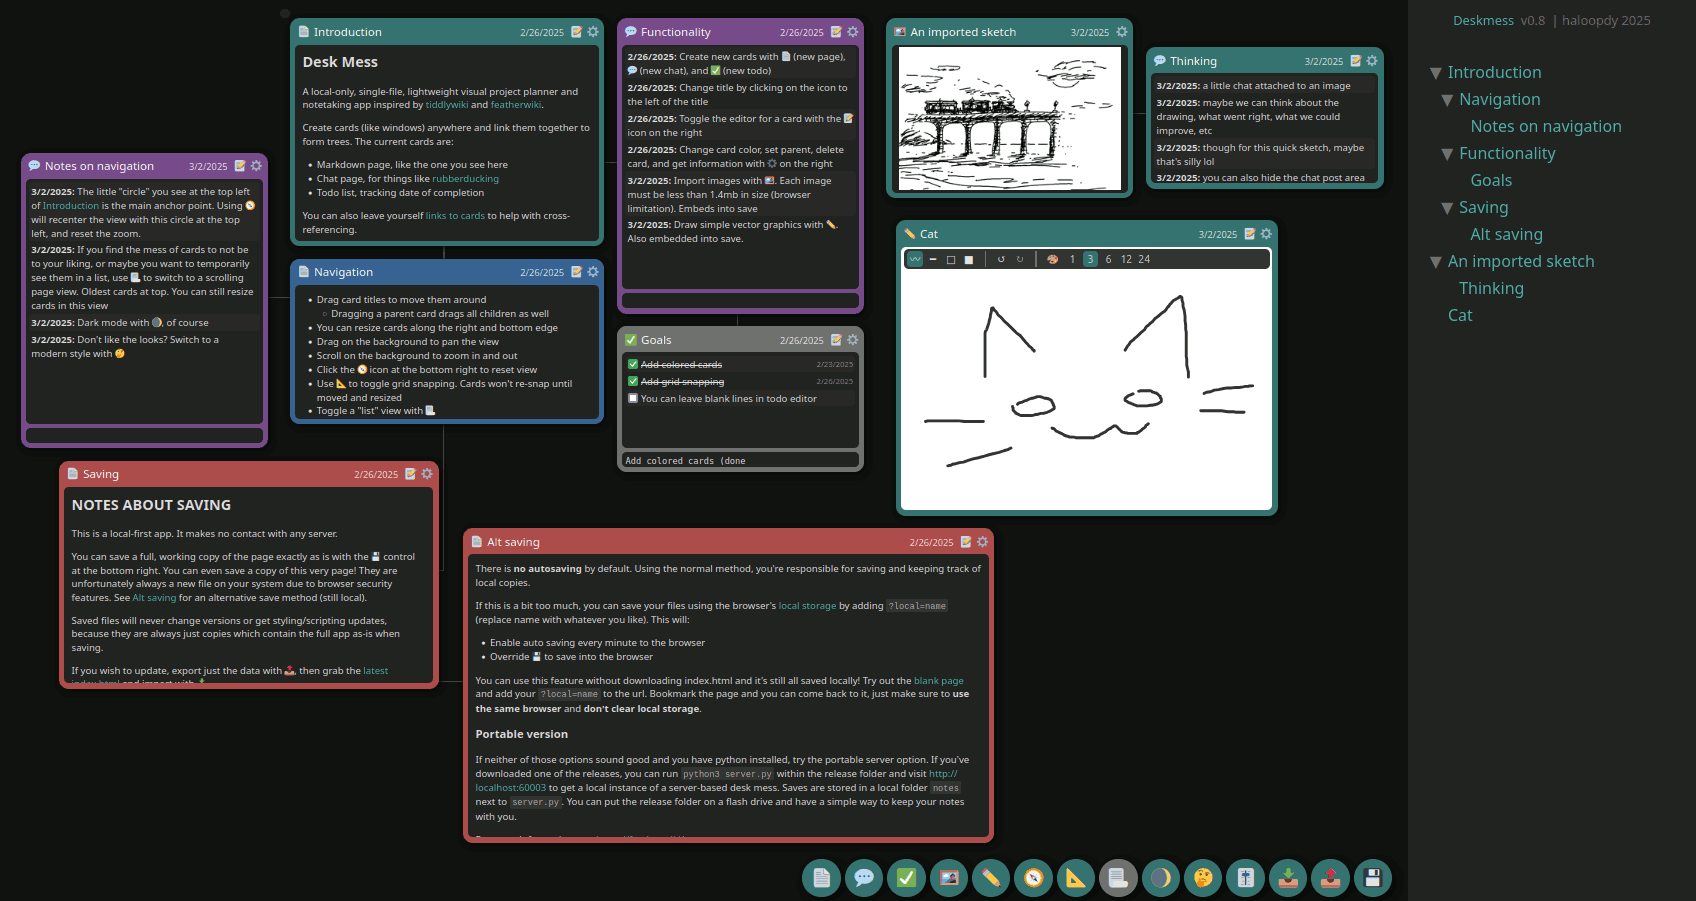 Introduction 2/26/2025
Desk Mess
A local-only, single-file, lightweight visual project planner and
notetaking app inspired by tiddlywiki and featherwiki.
Create cards (like windows) anywhere and link them together to
form trees. The current cards are:
• Markdown page, like the one you see here
• Chat page, for things like rubberducking
• Todo list, tracking date of completion
You can also leave yourself links to cards to help with cross-
referencing.
Functionality 2/26/2025
2/26/2025: Create new cards with 📄 (new page),
💬 (new chat), and ✅ (new todo)
2/26/2025: Change title by clicking on the icon to
the left of the title
2/26/2025: Toggle the editor for a card with the 📝
icon on the right
2/26/2025: Change card color, set parent, delete
card, and get information with ⚙️ on the right
3/2/2025: Import images with 🖼️. Each image
must be less than 1.4mb in size (browser
limitation). Embeds into save
3/2/2025: Draw simple vector graphics with ✏️.
Also embedded into save.
An imported sketch 3/2/2025
Thinking 3/2/2025
3/2/2025: a little chat attached to an image
3/2/2025: maybe we can think about the
drawing, what went right, what we could
improve, etc
3/2/2025: though for this quick sketch, maybe
that's silly lol
3/2/2025: you can also hide the chat post area
Notes on navigation 3/2/2025
3/2/2025: The little "circle" you see at the top left
of Introduction is the main anchor point. Using 🧭
will recenter the view with this circle at the top
left, and reset the zoom.
3/2/2025: If you find the mess of cards to not be
to your liking, or maybe you want to temporarily
see them in a list, use 📃 to switch to a scrolling
page view. Oldest cards at top. You can still resize
cards in this view
3/2/2025: Dark mode with 🌒, of course
3/2/2025: Don't like the looks? Switch to a
modern style with 🤔
Navigation 2/26/2025
• Drag card titles to move them around
○ Dragging a parent card drags all children as well
• You can resize cards along the right and bottom edge
• Drag on the background to pan the view
• Scroll on the background to zoom in and out
• Click the 🧭 icon at the bottom right to reset view
• Use 📐 to toggle grid snapping. Cards won't re-snap until
moved and resized
• Toggle a "list" view with 📃
Goals 2/26/2025
Add colored cards 2/23/2025
Add grid snapping 2/26/2025
You can leave blank lines in todo editor
Add colored cards (done
Cat 3/2/2025
1 3 6 12 24
Saving 2/26/2025
NOTES ABOUT SAVING
This is a local-first app. It makes no contact with any server.
You can save a full, working copy of the page exactly as is with the 💾 control
at the bottom right. You can even save a copy of this very page! They are
unfortunately always a new file on your system due to browser security
features. See Alt saving for an alternative save method (still local).
Saved files will never change versions or get styling/scripting updates,
because they are always just copies which contain the full app as-is when
saving.
If you wish to update, export just the data with 📤, then grab the latest
index.html and import with 📥
Alt saving 2/26/2025
There is no autosaving by default. Using the normal method, you're responsible for saving and keeping track of
local copies.
If this is a bit too much, you can save your files using the browser's local storage by adding ?local=name
(replace name with whatever you like). This will:
• Enable auto saving every minute to the browser
• Override 💾 to save into the browser
You can use this feature without downloading index.html and it's still all saved locally! Try out the blank page
and add your ?local=name to the url. Bookmark the page and you can come back to it, just make sure to use
the same browser and don't clear local storage.
Portable version
If neither of those options sound good and you have python installed, try the portable server option. If you've
downloaded one of the releases, you can run python3 server.py within the release folder and visit http://
localhost:60003 to get a local instance of a server-based desk mess. Saves are stored in a local folder notes
next to server.py. You can put the release folder on a flash drive and have a simple way to keep your notes
with you.
Deskmess v0.8 | haloopdy 2025
▼ Introduction
▼ Navigation
Notes on navigation
▼ Functionality
Goals
▼ Saving
Alt saving
▼ An imported sketch
Thinking
Cat